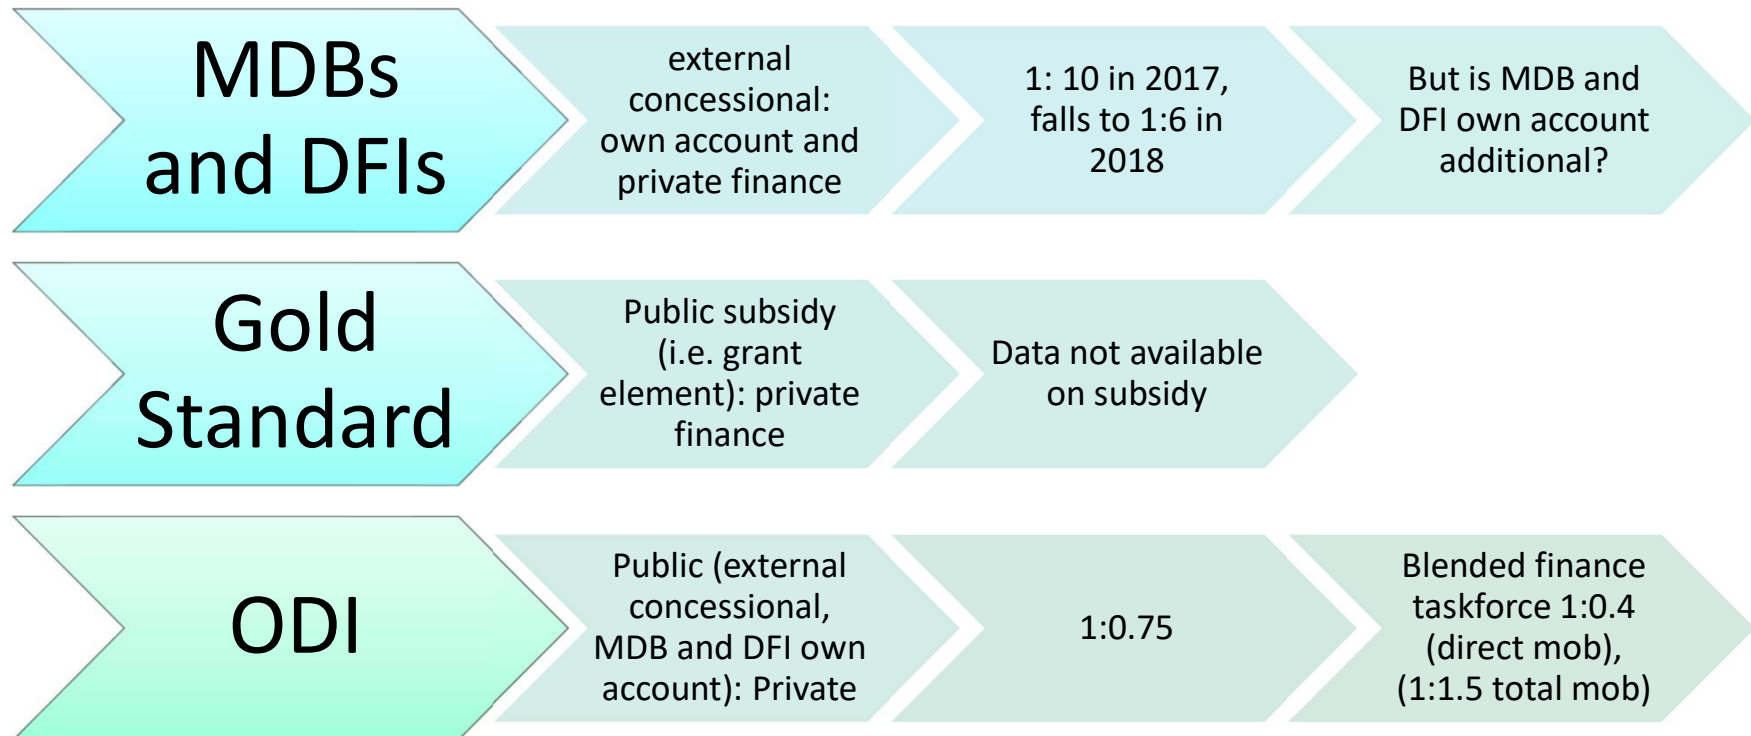 MDBs
and DFIs
external
concessional:
own account and
private finance
1: 10 in 2017,
falls to 1:6 in
2018
But is MDB and
DFI own account
additional?
Gold
Standard
Public subsidy
(i.e. grant
element): private
finance
Data not available
on subsidy
ODI
Public (external
concessional,
MDB and DFI own
account): Private
1:0.75
Blended finance
taskforce 1:0.4
(direct mob),
(1:1.5 total mob)